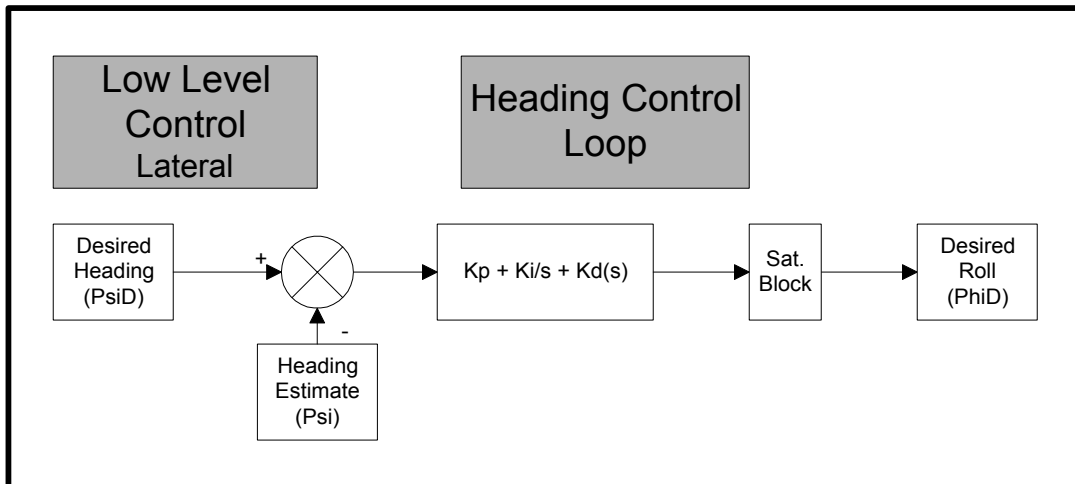 Low Level
Control
Lateral
Heading Control
Loop
Desired
Heading
(PsiD)
+
-
Heading
Estimate
(Psi)
Kp + Ki/s + Kd(s)
Sat.
Block
Desired
Roll
(PhiD)